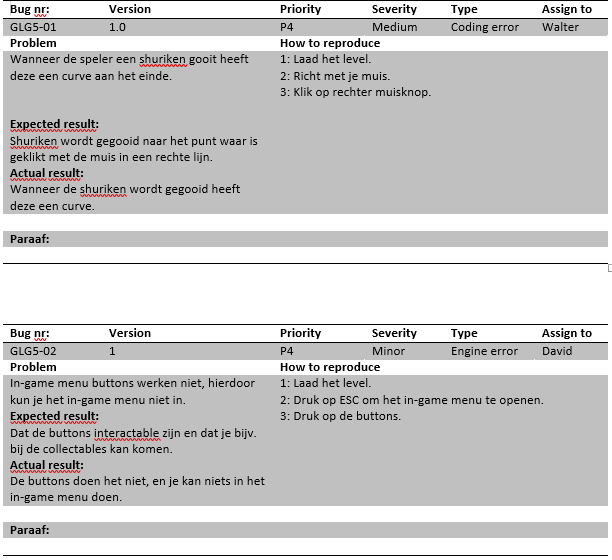 Bug nr: Version Priority Severity Type Assign to
GLG5-01 1.0 P4 Medium Coding error Walter
Problem How to reproduce
Wanneer de speler een shuriken gooit heeft 1: Laad het level.
deze een curve aan het einde. 2: Richt met je muis.
3: Klik op rechter muisknop.
Expected result:
Shuriken wordt gegooid naar het punt waar is
geklikt met de muis in een rechte lijn.
Actual result:
Wanneer de shuriken wordt gegooid heeft
deze een curve.
Paraaf:
Bug nr: Version Priority Severity Type Assign to
GLG5-02 1 P4 Minor Engine error David
Problem How to reproduce
In-game menu buttons werken niet, hierdoor 1: Laad het level.
kun je het in-game menu niet in. 2: Druk op ESC om het in-game menu te openen.
Expected result: 3: Druk op de buttons.
Dat de buttons interactable zijn en dat je bijv.
bij de collectables kan komen.
Actual result:
De buttons doen het niet, en je kan niets in het
in-game menu doen.
Paraaf: